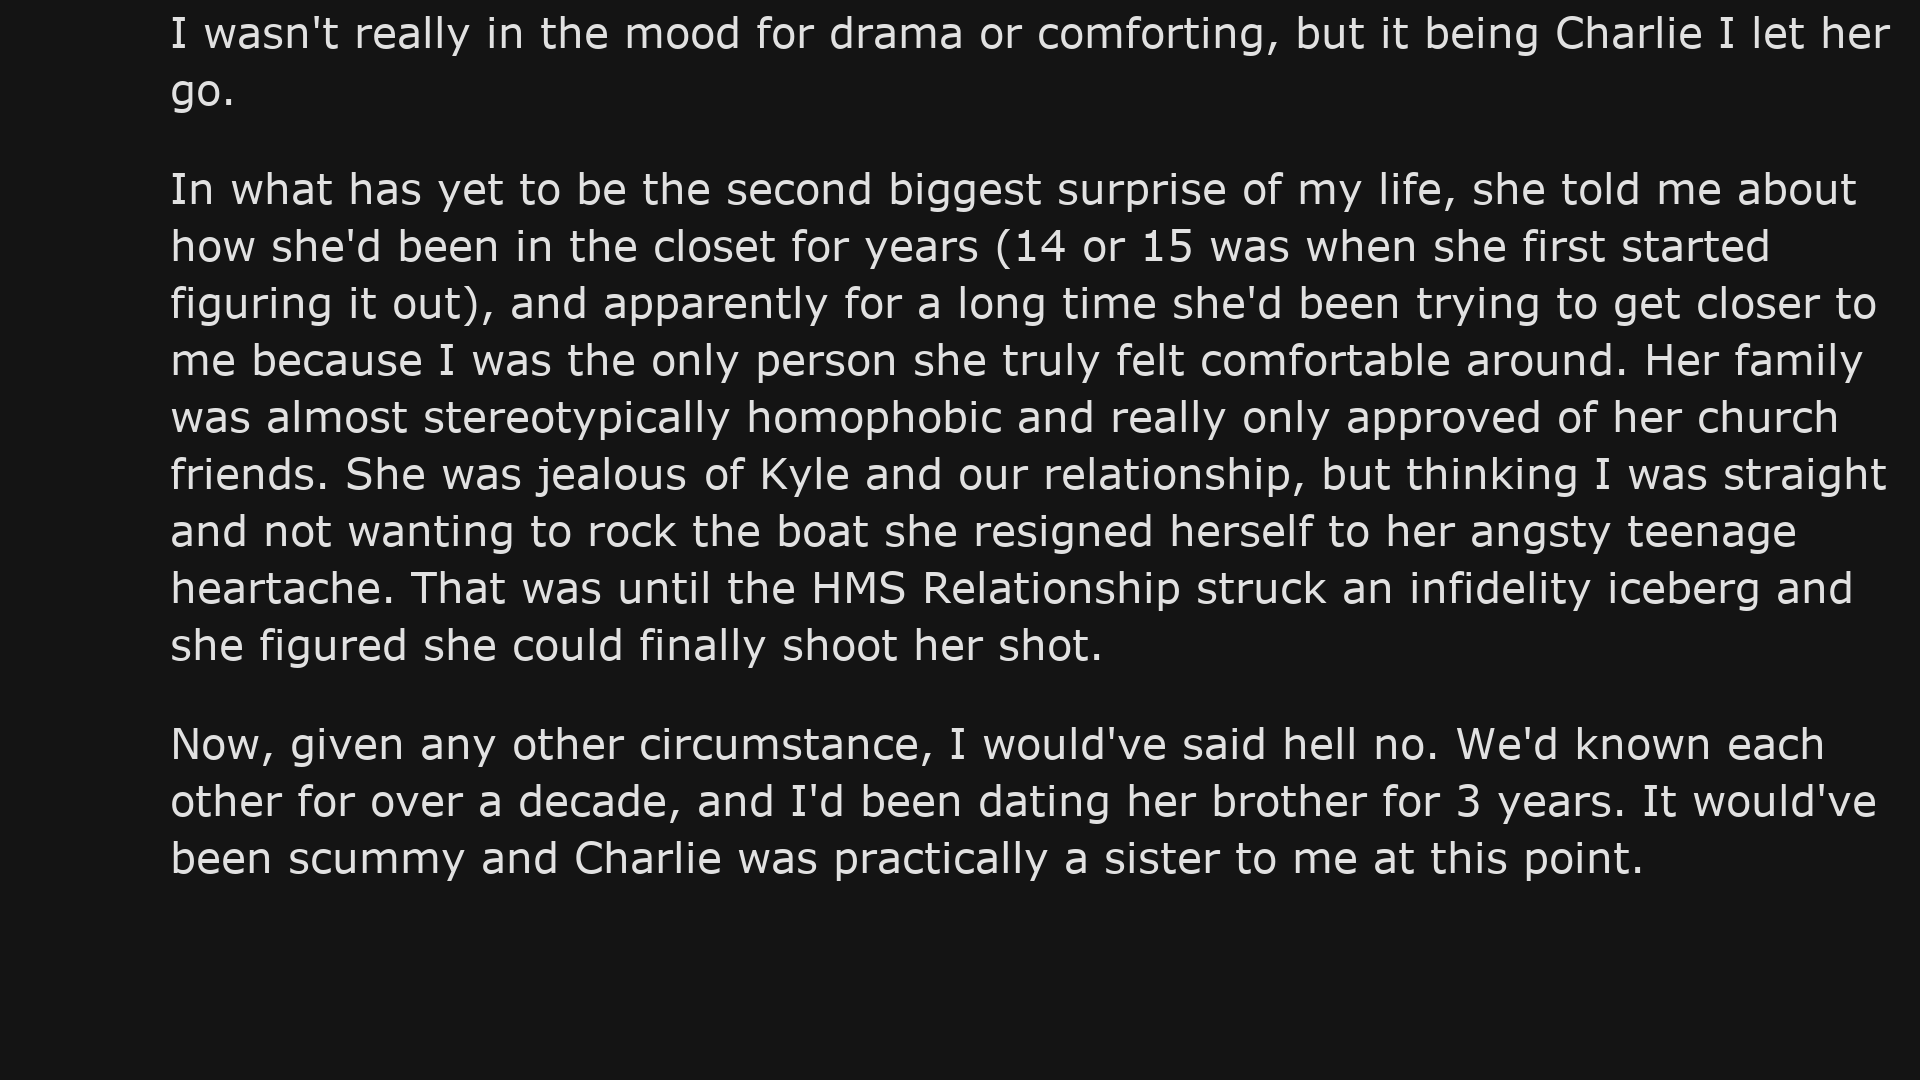 I wasn't really in the mood for drama or comforting, but it being Charlie I let her
go.
In what has yet to be the second biggest surprise of my life, she told me about
how she'd been in the closet for years (14 or 15 was when she first started
figuring it out), and apparently for a long time she'd been trying to get closer to
me because I was the only person she truly felt comfortable around. Her family
was almost stereotypically homophobic and really only approved of her church
friends. She was jealous of Kyle and our relationship, but thinking I was straight
and not wanting to rock the boat she resigned herself to her angsty teenage
heartache. That was until the HMS Relationship struck an infidelity iceberg and
she figured she could finally shoot her shot.
Now, given any other circumstance, I would've said hell no. We'd known each
other for over a decade, and I'd been dating her brother for 3 years. It would've
been scummy and Charlie was practically a sister to me at this point.